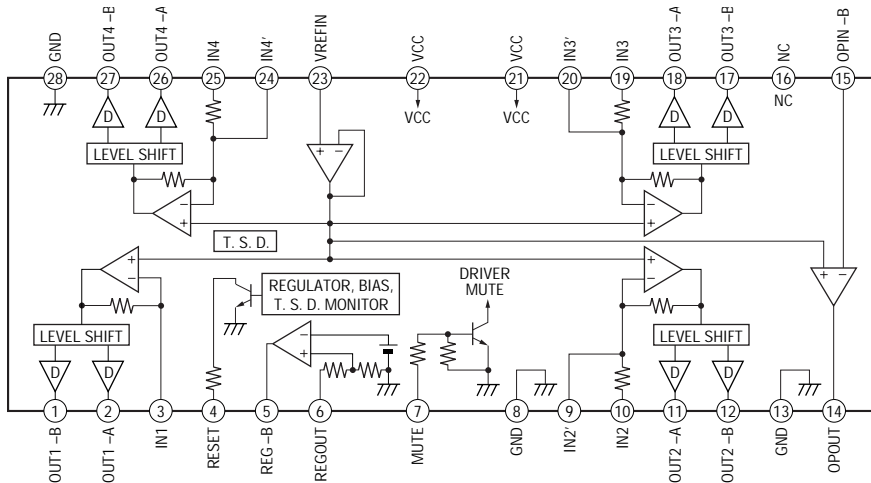 GND
OUT4 -B
OUT4 -A
IN4
IN4'
VREFIN
VCC
VCC
IN3'
IN3
OUT3 -A
OUT3 -B
NC
OPIN -B
28
27
26
25
24
23
22
21
20
19
18
17
16
15
D
D
VCC
VCC
D
D
NC
LEVEL SHIFT
+ -
LEVEL SHIFT
-
+
-
+
T. S. D.
+
-
+
-
+ -
REGULATOR, BIAS,
T. S. D. MONITOR
DRIVER
MUTE
LEVEL SHIFT
-
+
LEVEL SHIFT
D
D
D
D
1
2
3
4
5
6
7
8
9
10
11
12
13
14
OUT1 -B
OUT1 -A
IN1
RESET
REG -B
REGOUT
MUTE
GND
IN2'
IN2
OUT2 -A
OUT2 -B
GND
OPOUT